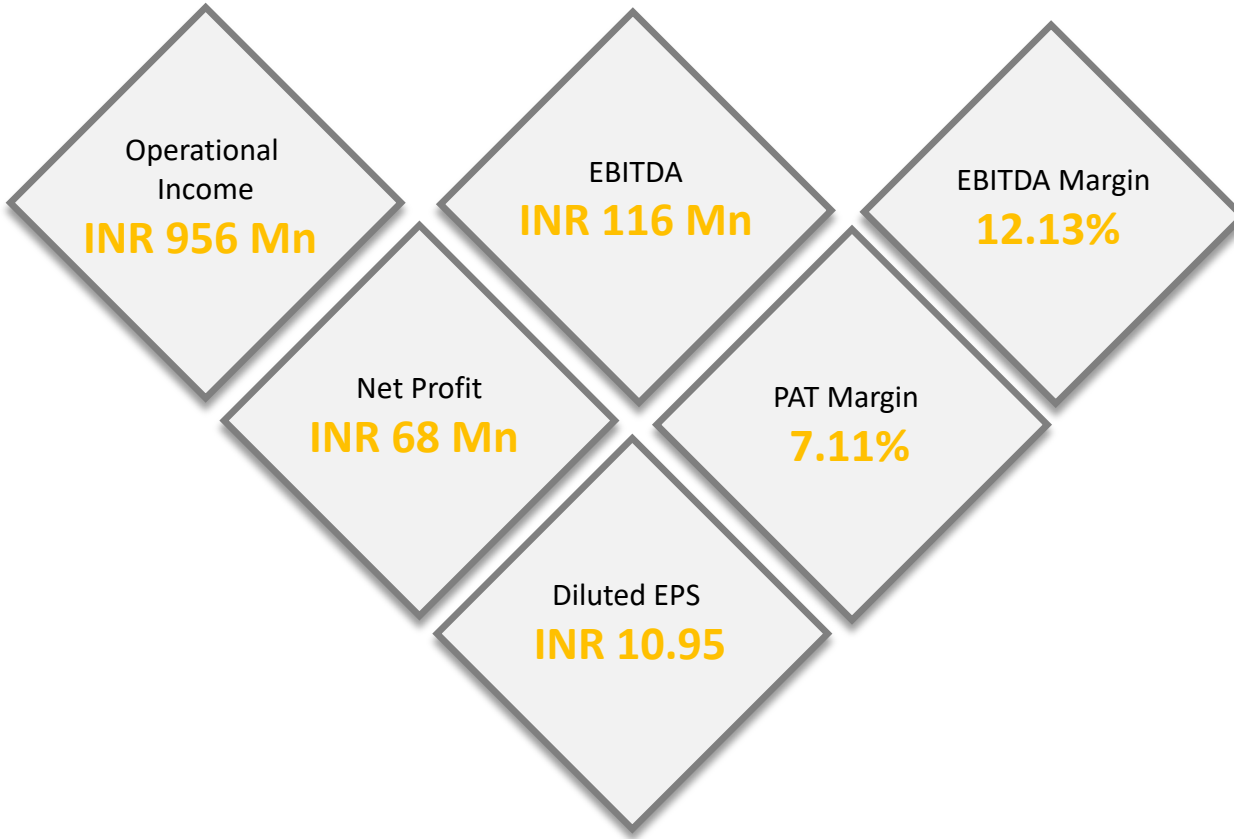 Operational
Income
INR 956 Mn
EBITDA
INR 116 Mn
EBITDA Margin
12.13%
Net Profit
INR 68 Mn
PAT Margin
7.11%
Diluted EPS
INR 10.95